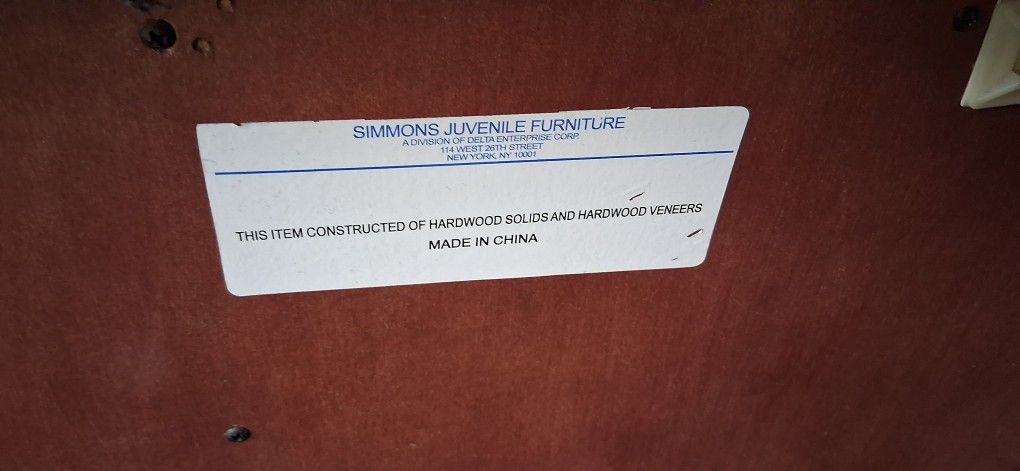 SIMMONS JUVENILE FURNITURE
A DIVISION OF DELTA ENTERPRISE CORP.
114 WEST 26TH STREET
NEW YORK, NY 10001
THIS ITEM CONSTRUCTED OF HARDWOOD SOLIDS AND HARDWOOD VENEERS
MADE IN CHINA